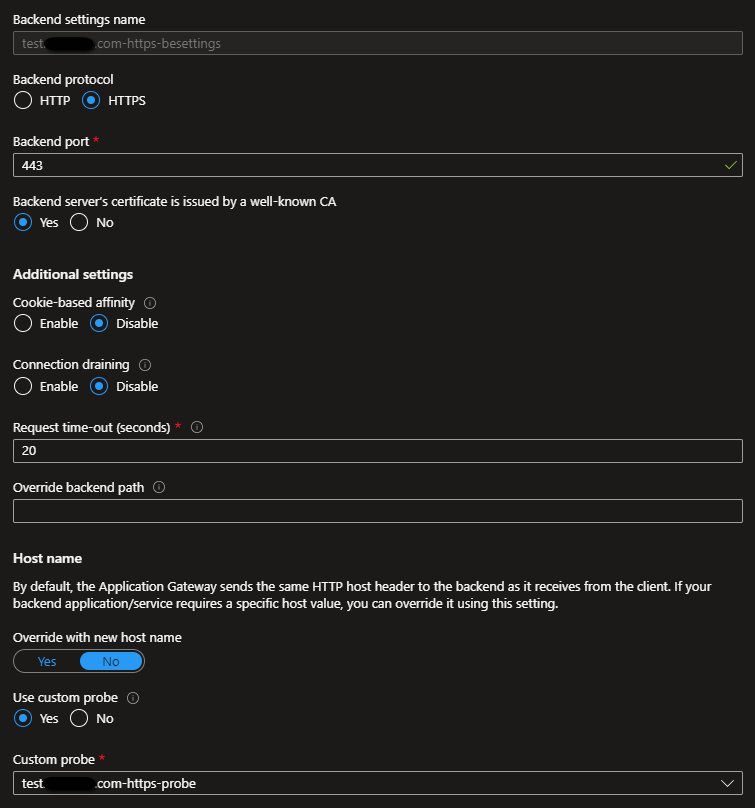 Backend settings name
test. .com-https-besettings
Backend protocol
HTTP HTTPS
Backend port *
443
Backend server's certificate is issued by a well-known CA
Yes No
Additional settings
Cookie-based affinity
Enable Disable
Connection draining
Enable Disable
Request time-out (seconds) *
20
Override backend path
Host name
By default, the Application Gateway sends the same HTTP host header to the backend as it receives from the client. If your
backend application/service requires a specific host value, you can override it using this setting.
Override with new host name
Yes No
Use custom probe
Yes No
Custom probe *
test. .com-https-probe